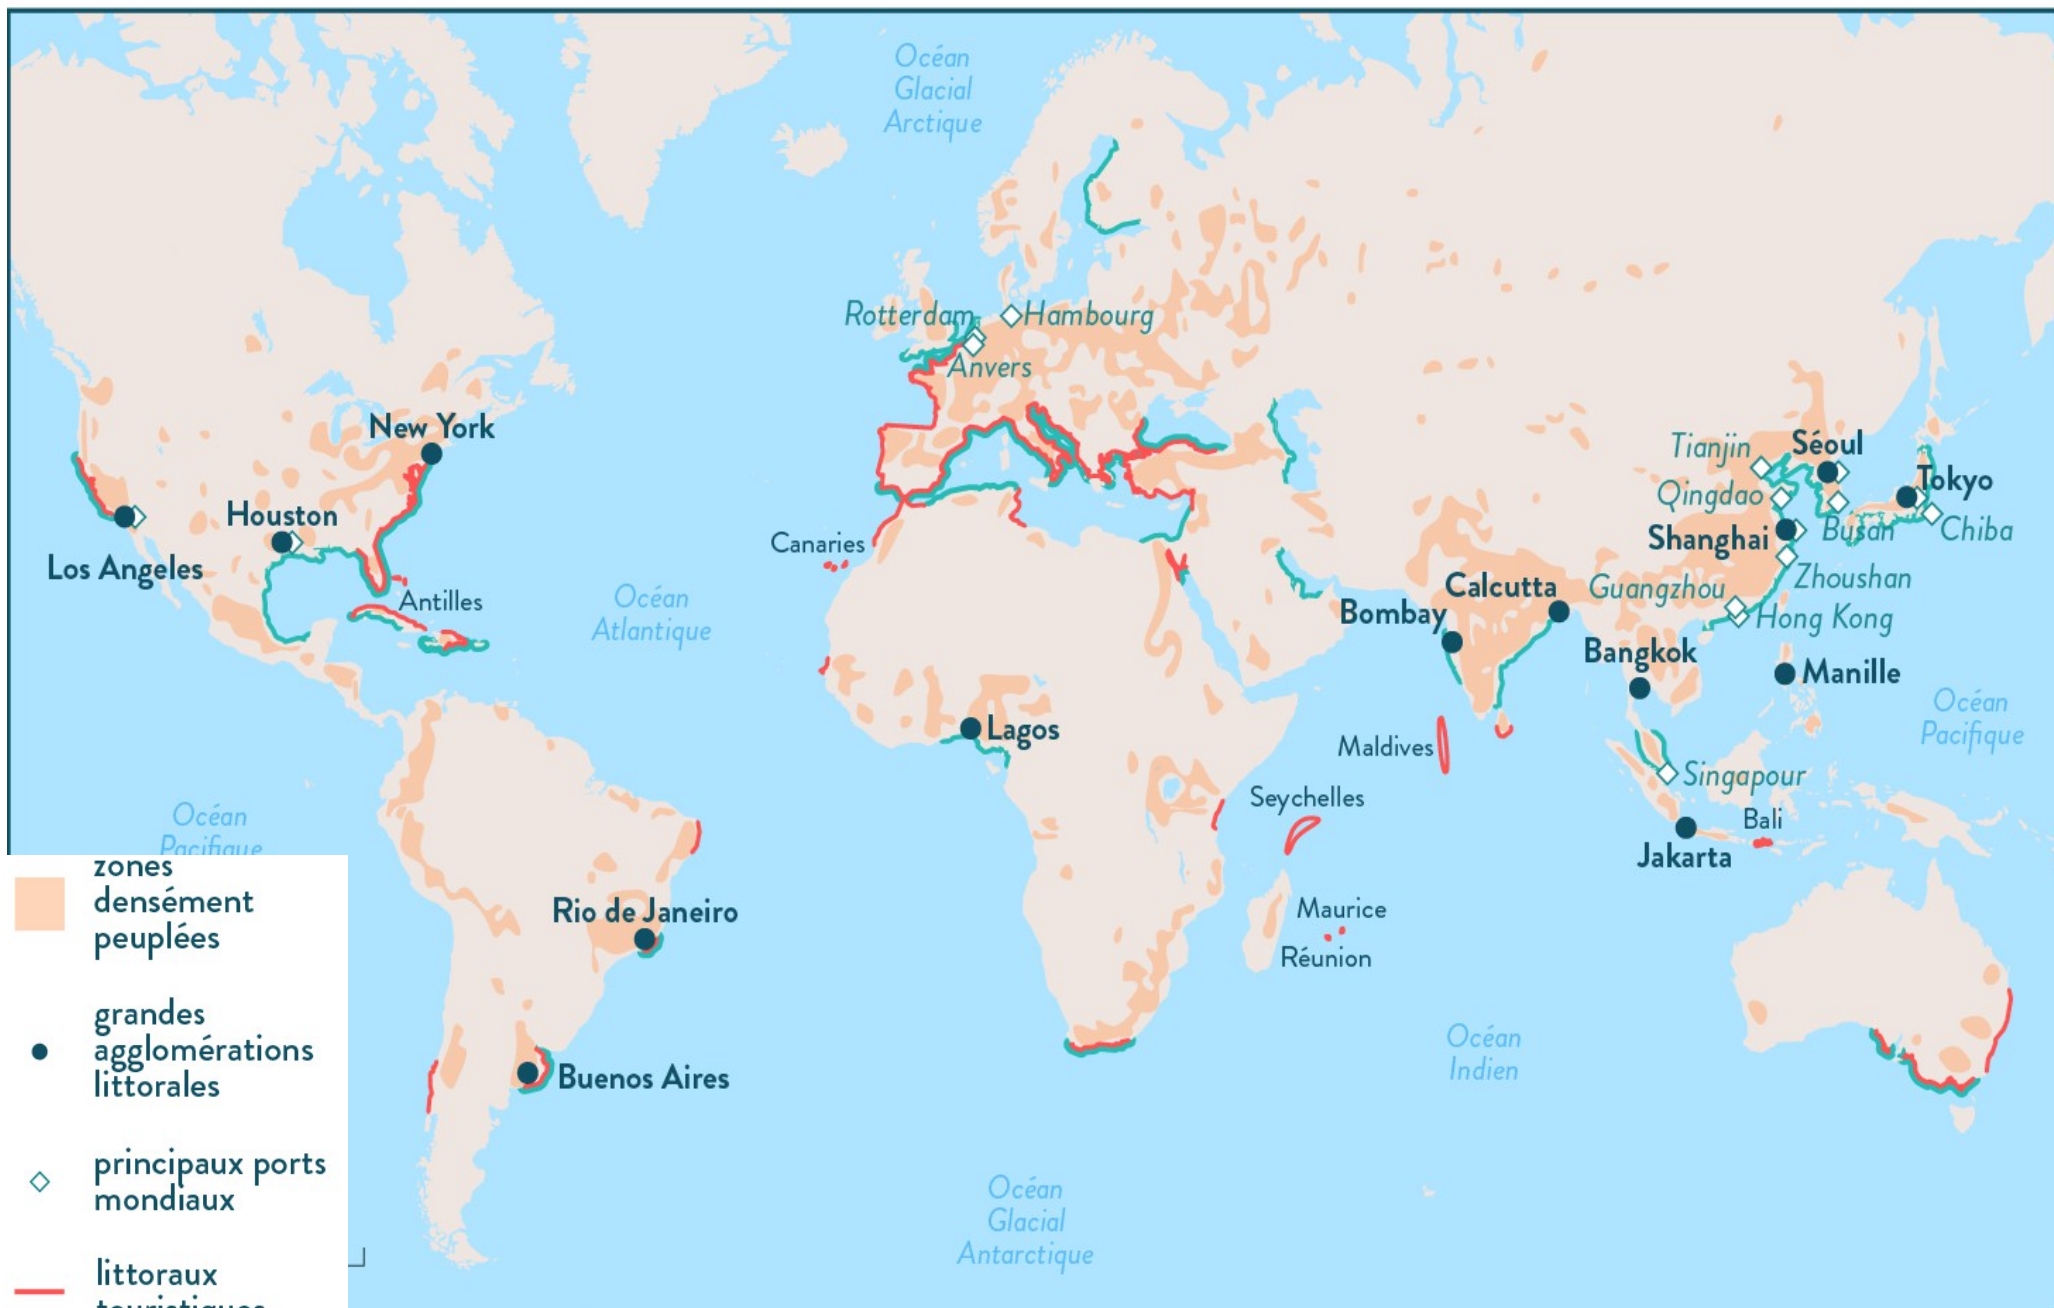 Océan
Glacial
Arctique
Rotterdam
Hambourg
Anvers
New York
Houston
Los Angeles
Antilles
Canaries
Océan
Atlantique
Tianjin
Séoul
Qingdao
Tokyo
Shanghai
Busan
Chiba
Calcutta
Guangzhou
Zhoushan
Bombay
Hong Kong
Bangkok
Manille
Océan
Pacifique
Lagos
Maldives
Singapour
Seychelles
Bali
Jakarta
Océan
Pacifique
Rio de Janeiro
Maurice
Réunion
Océan
Indien
Buenos Aires
Océan
Glacial
Antarctique
zones
densément
peuplées
grandes
agglomérations
littorales
principaux ports
mondiaux
littoraux
touristiques